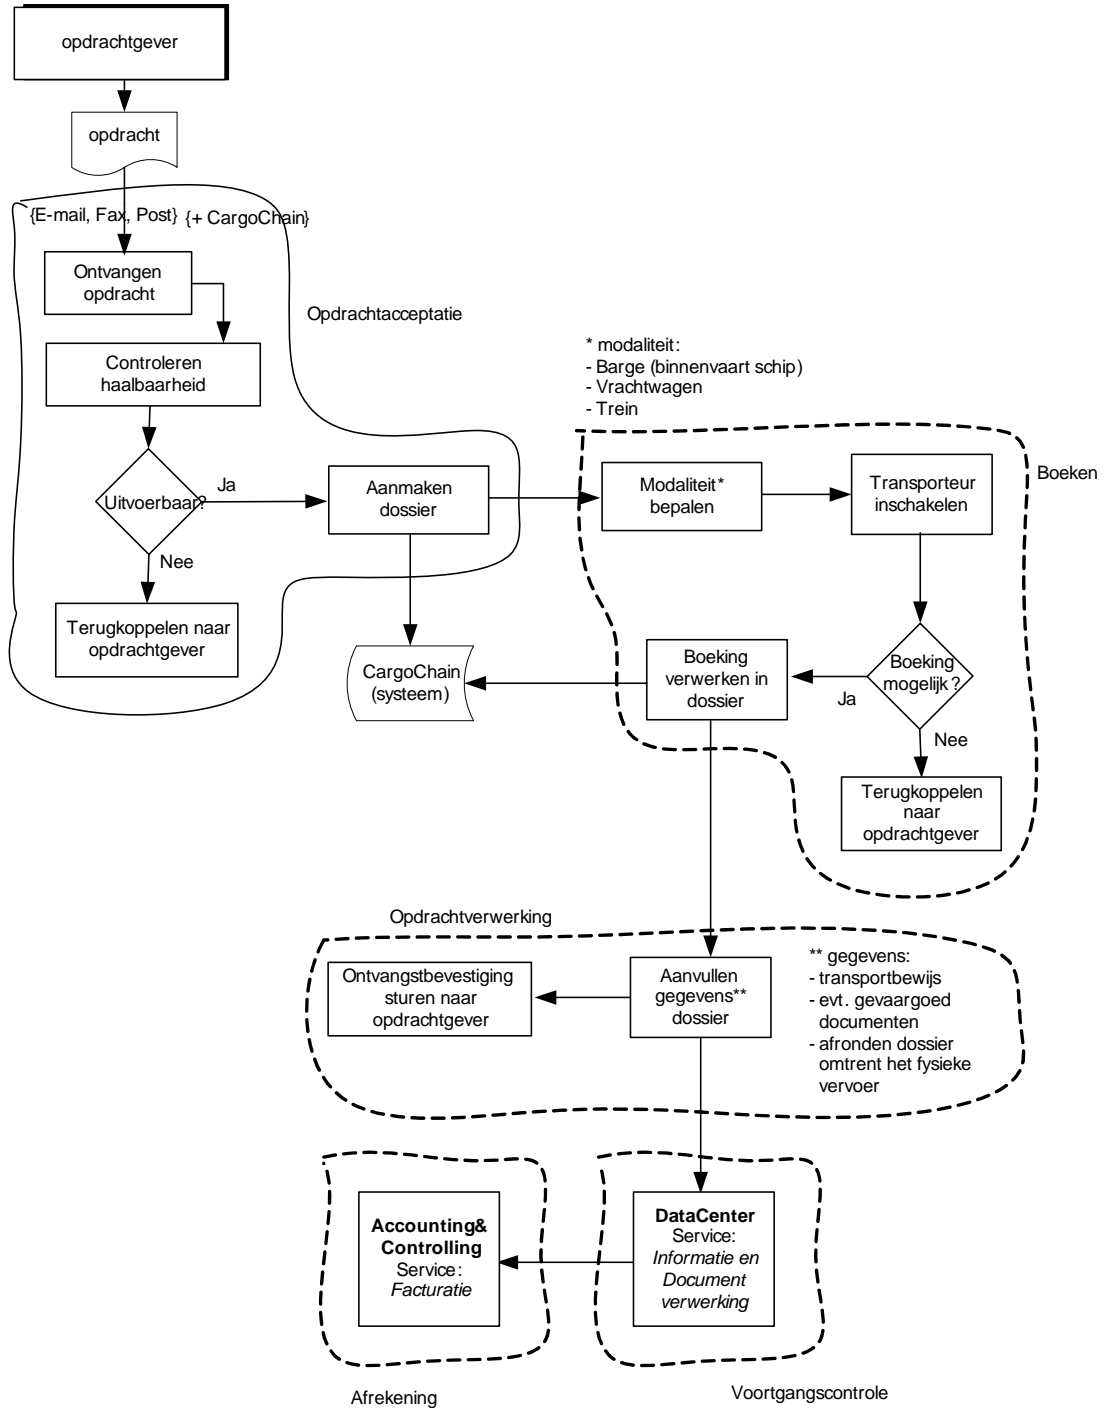 opdrachtgever
opdracht
{E-mail, Fax, Post} {+ CargoChain}
Ontvangen
opdracht
Opdrachtacceptatie
Controleren
haalbaarheid
* modaliteit:
- Barge (binnenvaart schip)
- Vrachtwagen
- Trein
Uitvoerbaar?
Ja
Nee
Aanmaken
dossier
Modaliteit*
bepalen
Transporteur
inschakelen
Boeken
Terugkoppelen naar
opdrachtgever
CargoChain
(systeem)
Boeking
verwerken in
dossier
Boeking
mogelijk?
Ja
Nee
Terugkoppelen
naar
opdrachtgever
Opdrachtverwerking
Ontvangstbevestiging
sturen naar
opdrachtgever
Aanvullen
gegevens**
dossier
** gegevens:
- transportbewijs
- evt. gevaargoed
documenten
- afronden dossier
omtrent het fysieke
vervoer
Accounting&
Controlling
Service:
Facturatie
DataCenter
Service:
Informatie en
Document
verwerking
Afrekening
Voortgangscontrole